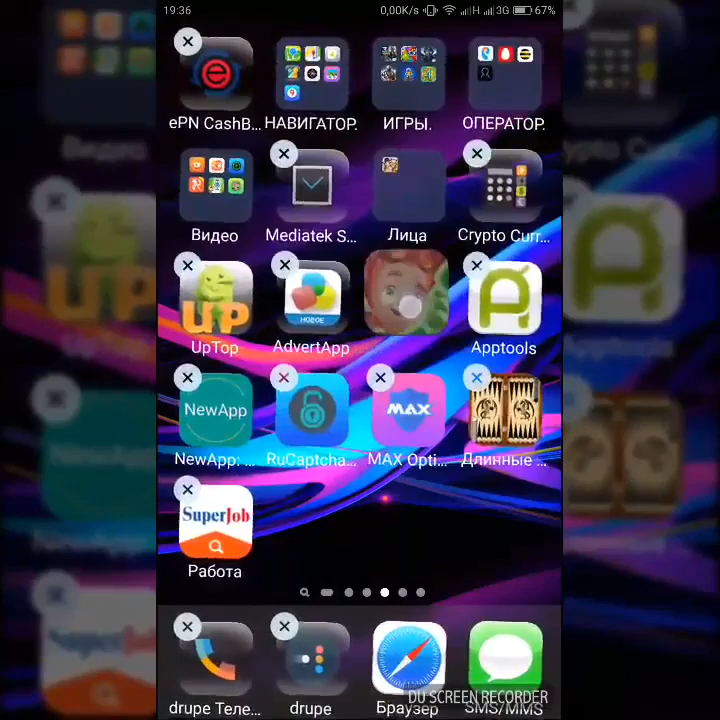 19:36 0,00K/s H 3G 67%
ePN CashB... НАВИГАТОР. ИГРЫ. ОПЕРАТОР.
Видео Mediatek S... Лица Crypto Curr...
UP НОВОЕ
UpTop AdvertApp Apptools
NewApp MAX
NewApp: ... RuCaptcha... MAX Opti... Длинные ...
SuperJob
Работа
drupe Теле... drupe Браузер SMS/MMS
DU SCREEN RECORDER